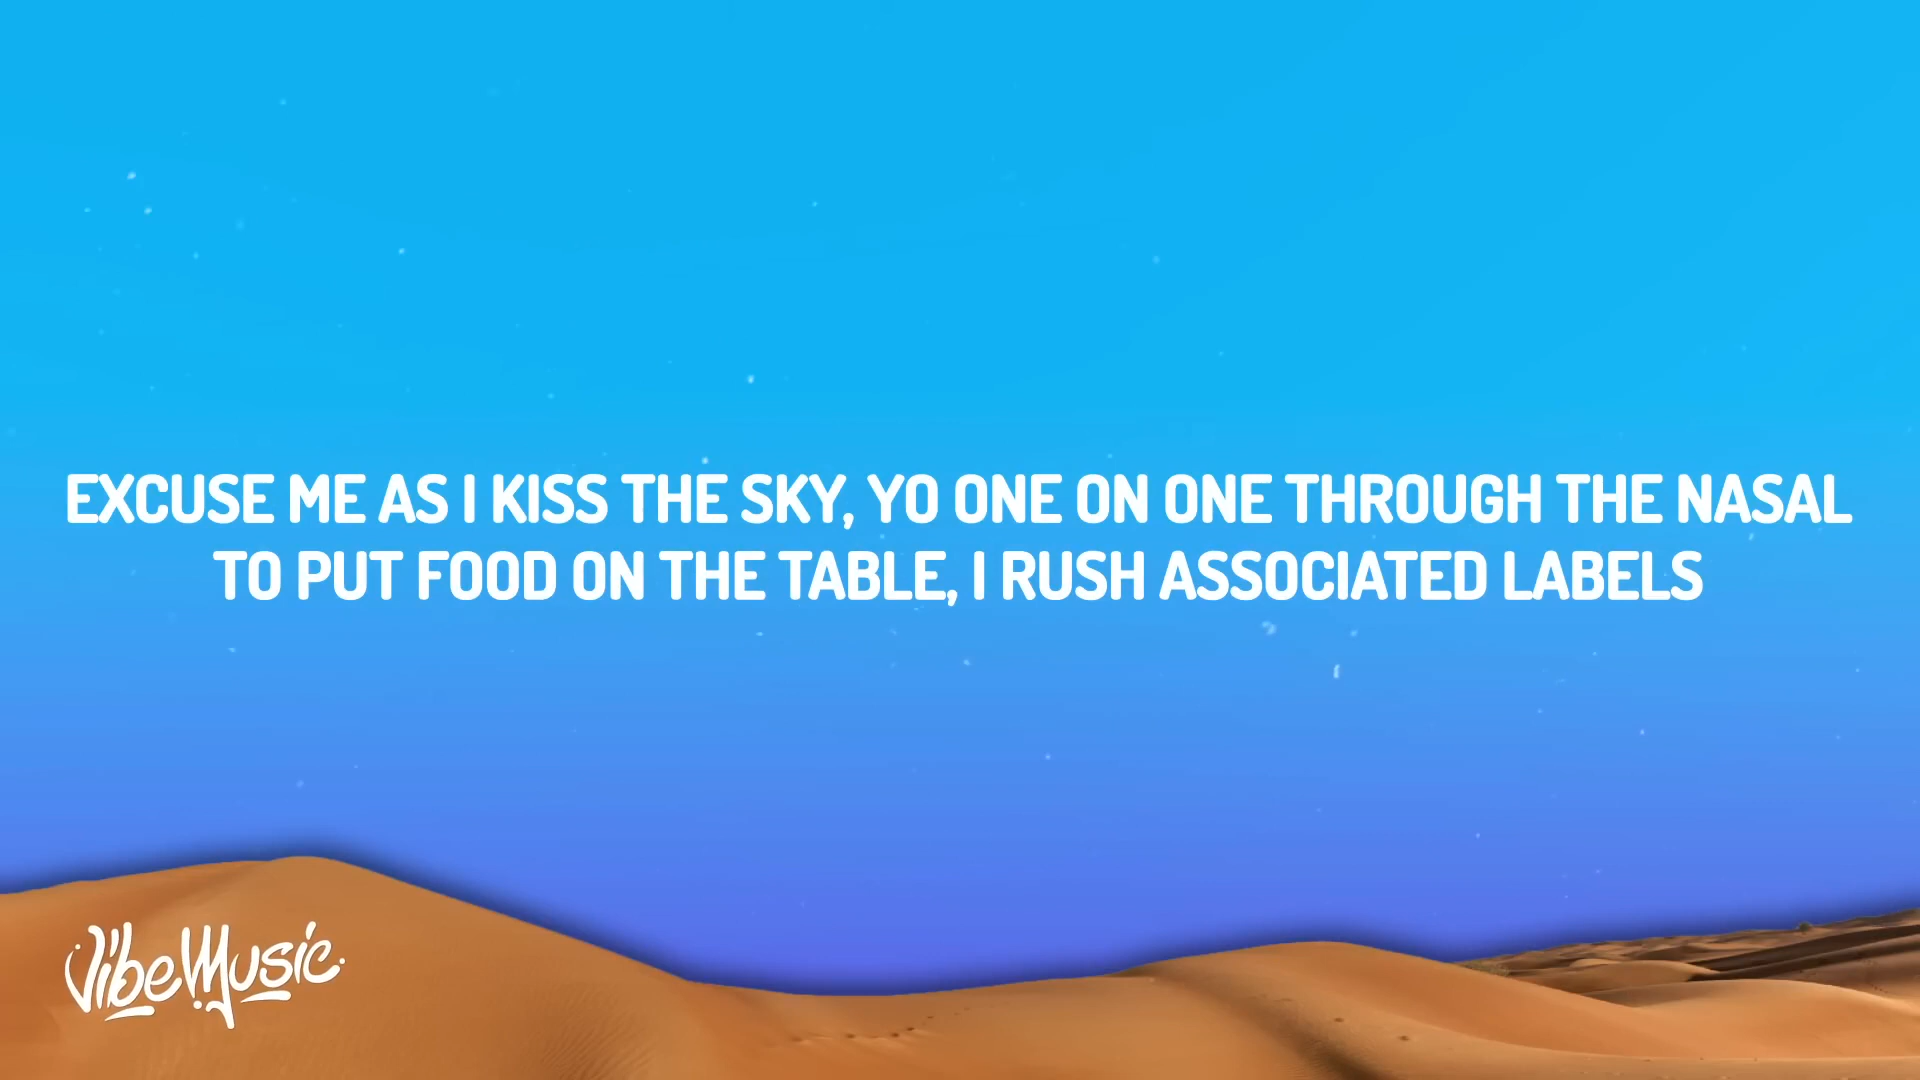 EXCUSE ME AS I KISS THE SKY, YO ONE ON ONE THROUGH THE NASAL
TO PUT FOOD ON THE TABLE, I RUSH ASSOCIATED LABELS
VibeMusic